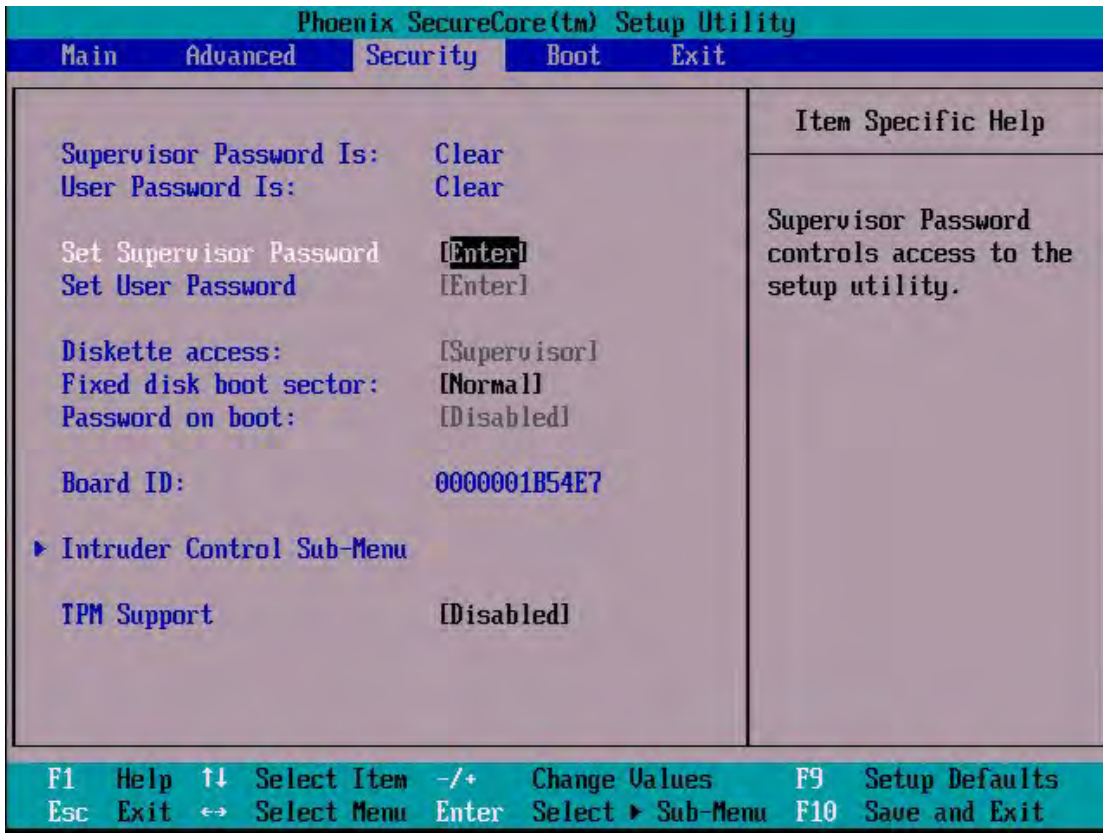 Phoenix SecureCore(tm) Setup Utility
Main Advanced Security Boot Exit
Supervisor Password Is: Clear
User Password Is: Clear
Set Supervisor Password [Enter]
Set User Password [Enter]
Diskette access: [Supervisor]
Fixed disk boot sector: [Normal]
Password on boot: [Disabled]
Board ID: 0000001B54E7
Intruder Control Sub-Menu
TPM Support [Disabled]
Item Specific Help
Supervisor Password
controls access to the
setup utility.
F1 Help ↑↓ Select Item -/+ Change Values F9 Setup Defaults
Esc Exit ↔ Select Menu Enter Select ▶ Sub-Menu F10 Save and Exit